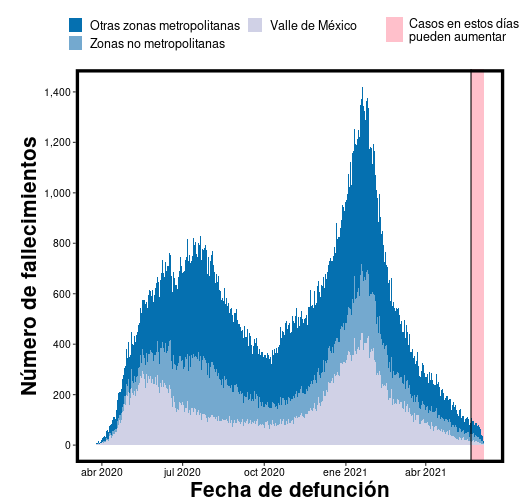 Otras zonas metropolitanas
Zonas no metropolitanas
Valle de México
Casos en estos días
pueden aumentar
Número de fallecimientos
1,400
1,200
1,000
800
600
400
200
0
abr 2020 jul 2020 oct 2020 ene 2021 abr 2021
Fecha de defunción